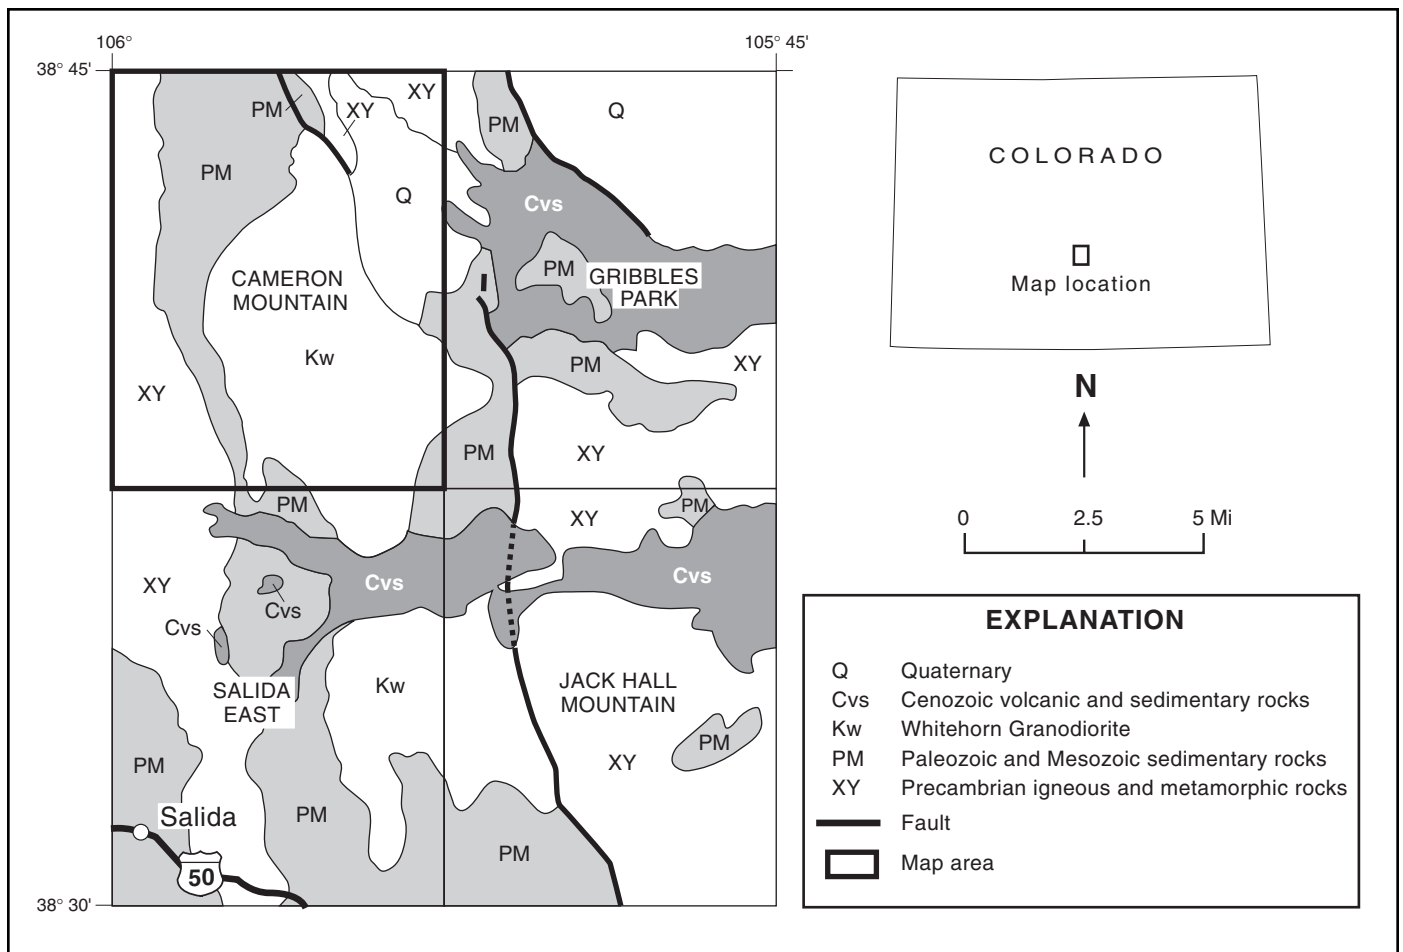 106°
105° 45'
38° 45'
PM
XY
XY
PM
Q
PM
Q
Cvs
CAMERON
MOUNTAIN
PM
GRIBBLES
PARK
Kw
XY
PM
XY
PM
XY
PM
XY
PM
XY
Cvs
Cvs
Cvs
Cvs
SALIDA
EAST
Kw
JACK HALL
MOUNTAIN
PM
XY
PM
Salida
PM
PM
50
38° 30'
COLORADO
Map location
N
0 2.5 5 Mi
EXPLANATION
Q Quaternary
Cvs Cenozoic volcanic and sedimentary rocks
Kw Whitehorn Granodiorite
PM Paleozoic and Mesozoic sedimentary rocks
XY Precambrian igneous and metamorphic rocks
Fault
Map area